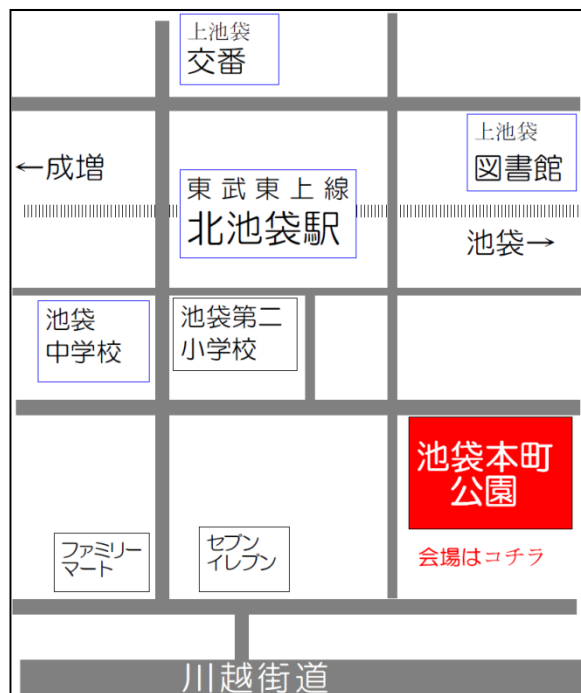 上池袋
交番
上池袋
図書館
←成増
東武東上線
北池袋駅
池袋→
池袋
中学校
池袋第二
小学校
池袋本町
公園
会場はコチラ
ファミリー
マート
セブン
イレブン
川越街道